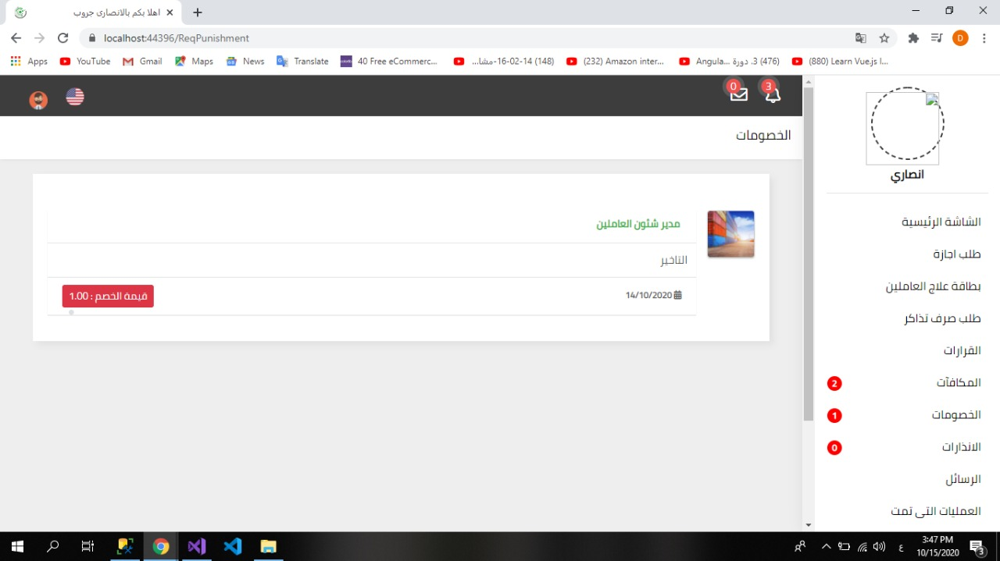 اهلا بكم بالانصارى جروب
localhost:44396/ReqPunishment
D
Apps
YouTube
Gmail
Maps
News
Translate
40 Free eCommerc...
(148) 16-02-14-مشا...
(232) Amazon inter...
(476) 3. دورة Angula...
(880) Learn Vue.js I...
3
0
الخصومات
مدير شئون العاملين
التاخير
14/10/2020
قيمة الخصم : 1.00
انصاري
الشاشة الرئيسية
طلب اجازة
بطاقة علاج العاملين
طلب صرف تذاكر
القرارات
المكافآت 2
الخصومات 1
الانذارات 0
الرسائل
العمليات التى تمت
ع
3:47 PM
10/15/2020
3